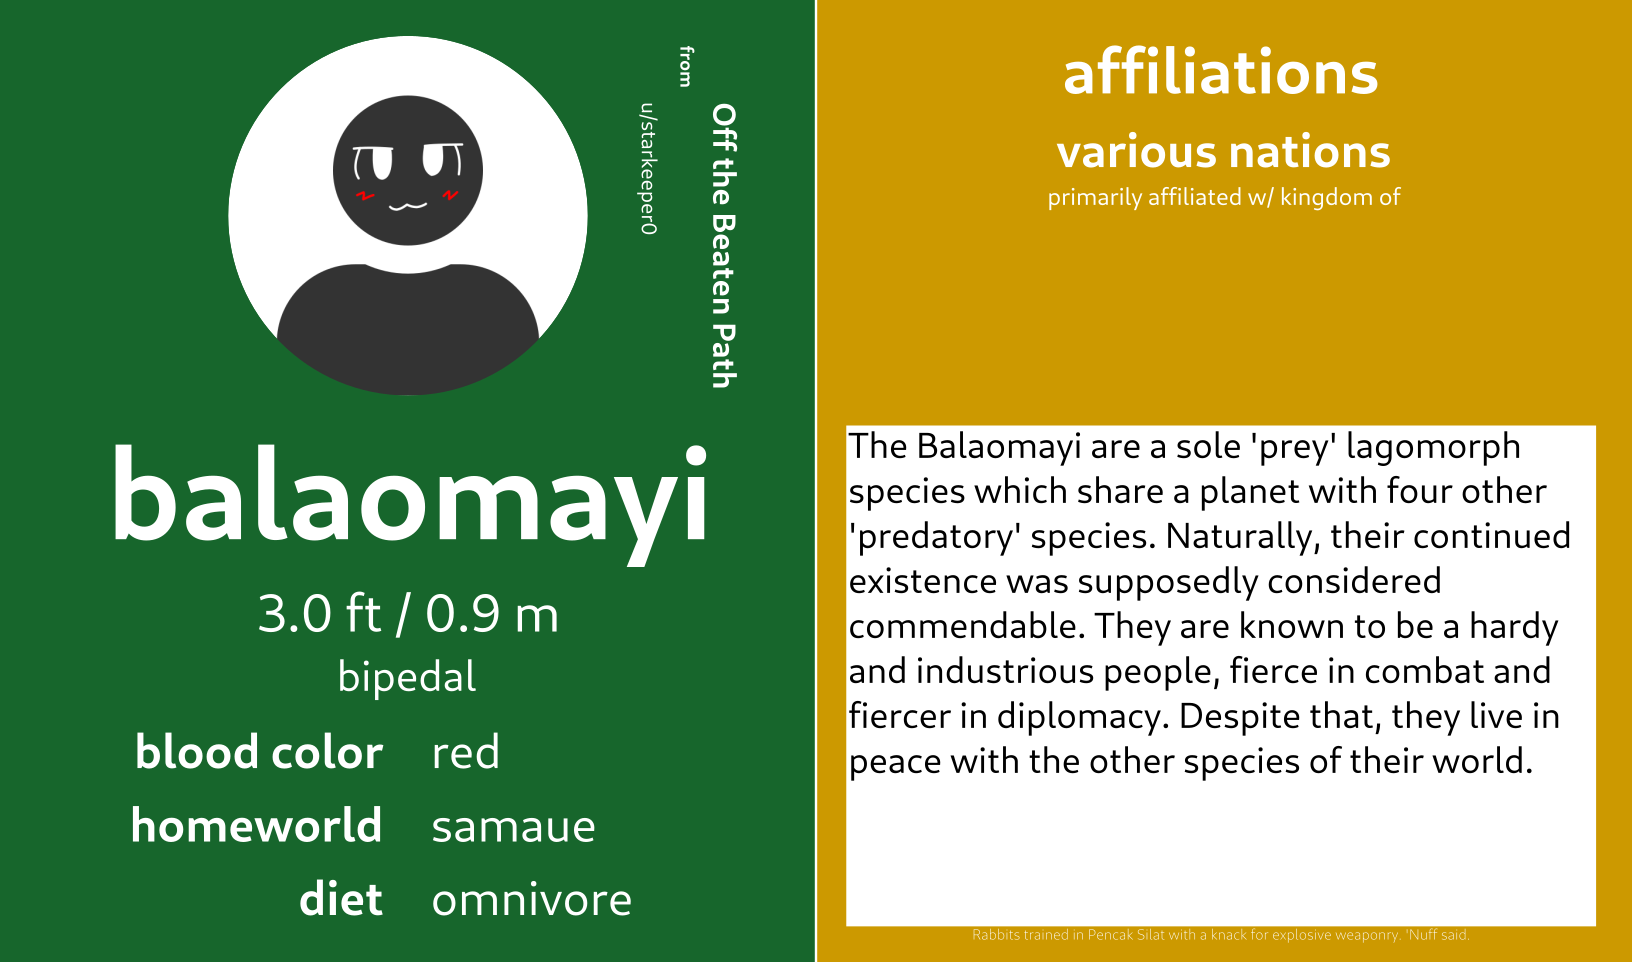 from
Off the Beaten Path
u/starkeeper0
balaomayi
3.0 ft / 0.9 m
bipedal
blood color red
homeworld samaue
diet omnivore
affiliations
various nations
primarily affiliated w/ kingdom of
The Balaomayi are a sole 'prey' lagomorph
species which share a planet with four other
'predatory' species. Naturally, their continued
existence was supposedly considered
commendable. They are known to be a hardy
and industrious people, fierce in combat and
fiercer in diplomacy. Despite that, they live in
peace with the other species of their world.
Rabbits trained in Pencak Silat with a knack for explosive weaponry. 'Nuff said.